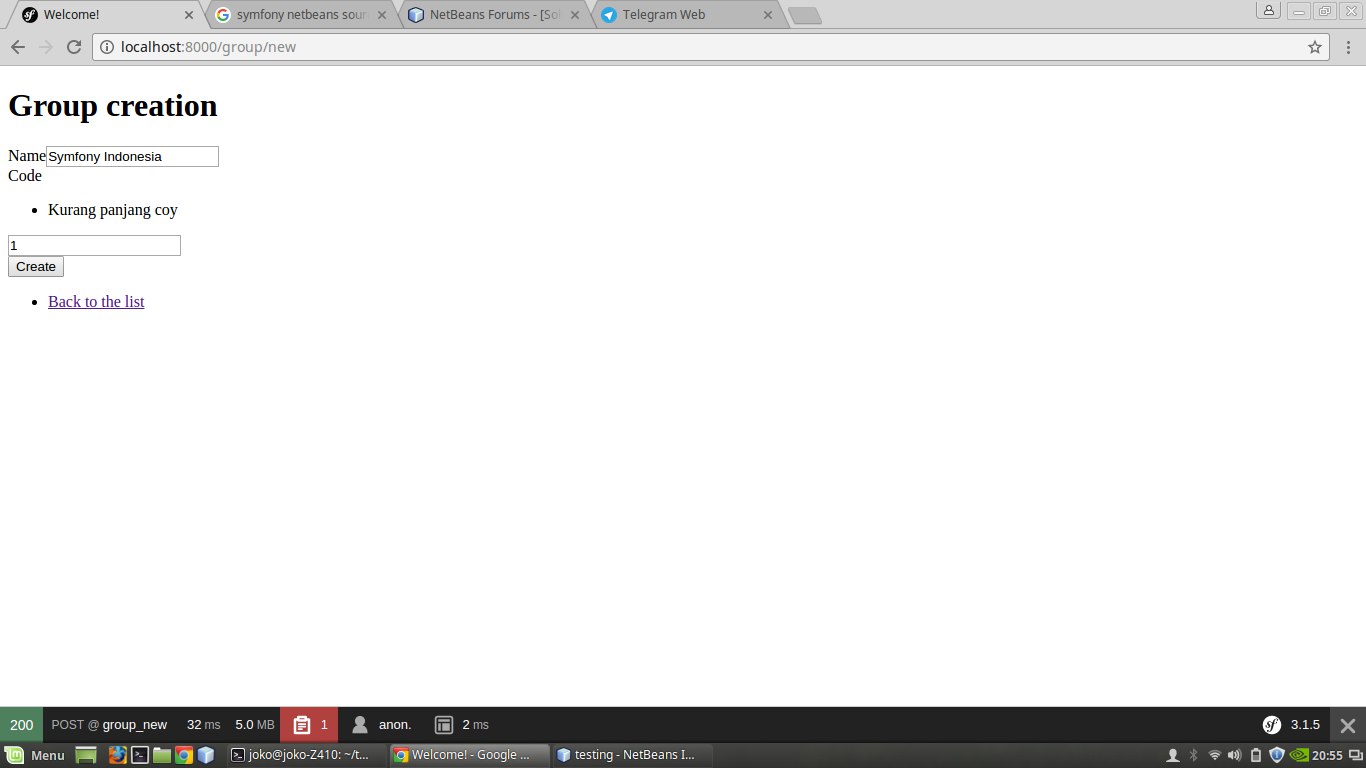 Welcome!
symfony netbeans sour
NetBeans Forums - [Sol
Telegram Web
localhost:8000/group/new
Group creation
Name Symfony Indonesia
Code
Kurang panjang coy
1
Create
Back to the list
200 POST @ group_new 32 ms 5.0 MB 1 anon. 2 ms 3.1.5
Menu joko@joko-Z410: ~/t... Welcome! - Google ... testing - NetBeans I... 20:55